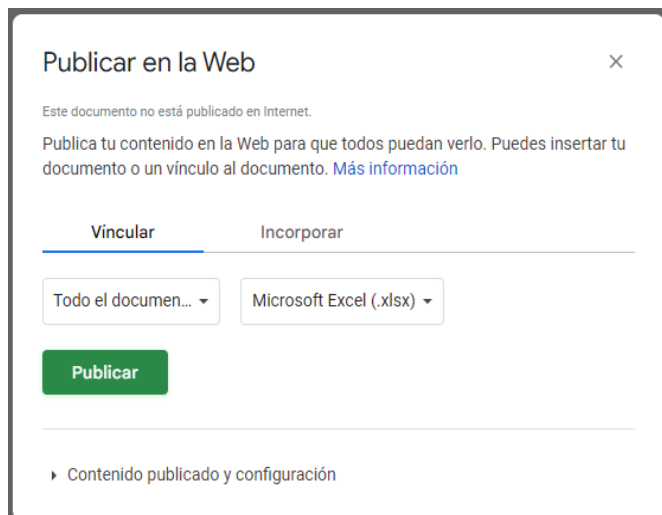 Publicar en la Web
Este documento no está publicado en Internet.
Publica tu contenido en la Web para que todos puedan verlo. Puedes insertar tu
documento o un vínculo al documento. Más información
Vincular Incorporar
Todo el documen... Microsoft Excel (.xlsx)
Publicar
Contenido publicado y configuración